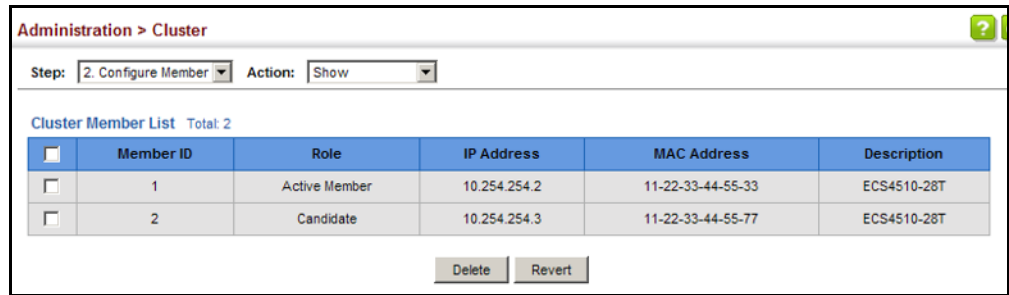 Administration > Cluster
?
Step: 2. Configure Member Action: Show
Cluster Member List Total: 2
Member ID Role IP Address MAC Address Description
1 Active Member 10.254.254.2 11-22-33-44-55-33 ECS4510-28T
2 Candidate 10.254.254.3 11-22-33-44-55-77 ECS4510-28T
Delete Revert